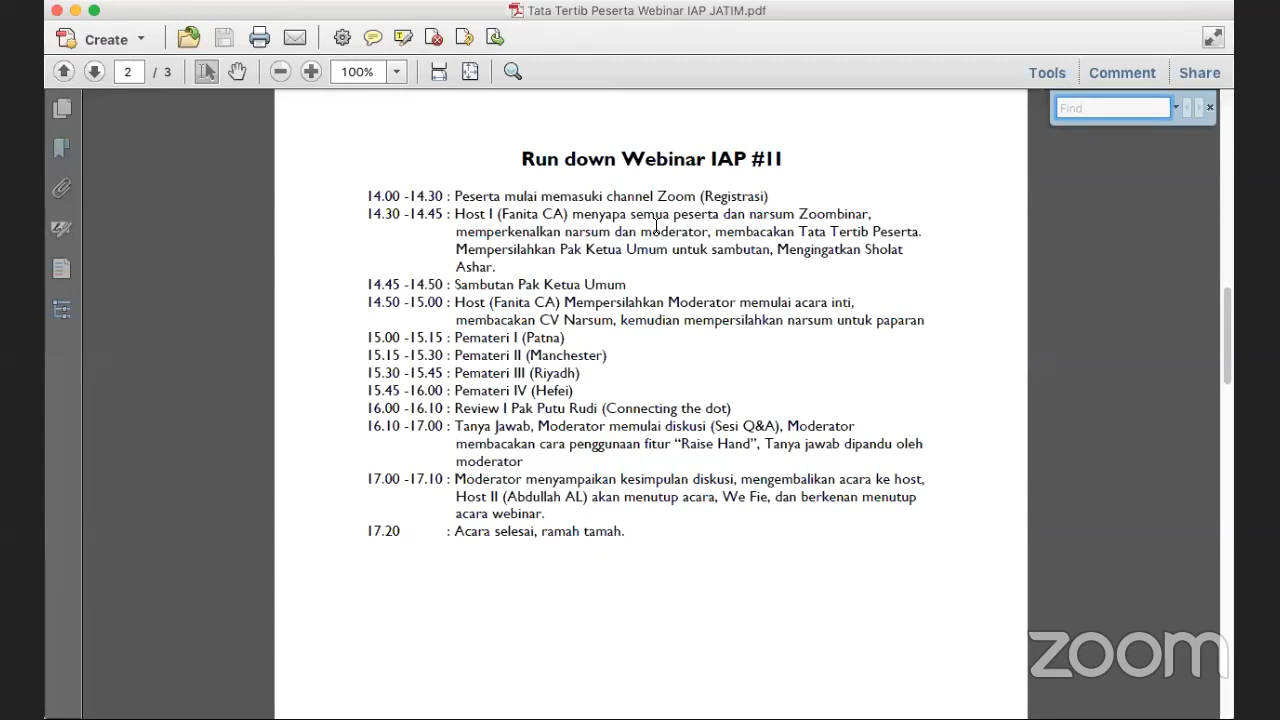 Tata Tertib Peserta Webinar IAP JATIM.pdf
Create
2 / 3
100%
Tools
Comment
Share
Find
Run down Webinar IAP #11
14.00 -14.30 : Peserta mulai memasuki channel Zoom (Registrasi)
14.30 -14.45 : Host I (Fanita CA) menyapa semua peserta dan narsum Zoombinar,
memperkenalkan narsum dan moderator, membacakan Tata Tertib Peserta.
Mempersilahkan Pak Ketua Umum untuk sambutan, Mengingatkan Sholat
Ashar.
14.45 -14.50 : Sambutan Pak Ketua Umum
14.50 -15.00 : Host (Fanita CA) Mempersilahkan Moderator memulai acara inti,
membacakan CV Narsum, kemudian mempersilahkan narsum untuk paparan
15.00 -15.15 : Pemateri I (Patna)
15.15 -15.30 : Pemateri II (Manchester)
15.30 -15.45 : Pemateri III (Riyadh)
15.45 -16.00 : Pemateri IV (Hefei)
16.00 -16.10 : Review I Pak Putu Rudi (Connecting the dot)
16.10 -17.00 : Tanya Jawab, Moderator memulai diskusi (Sesi Q&A), Moderator
membacakan cara penggunaan fitur “Raise Hand”, Tanya jawab dipandu oleh
moderator
17.00 -17.10 : Moderator menyampaikan kesimpulan diskusi, mengembalikan acara ke host,
Host II (Abdullah AL) akan menutup acara, We Fie, dan berkenan menutup
acara webinar.
17.20 : Acara selesai, ramah tamah.
zoom